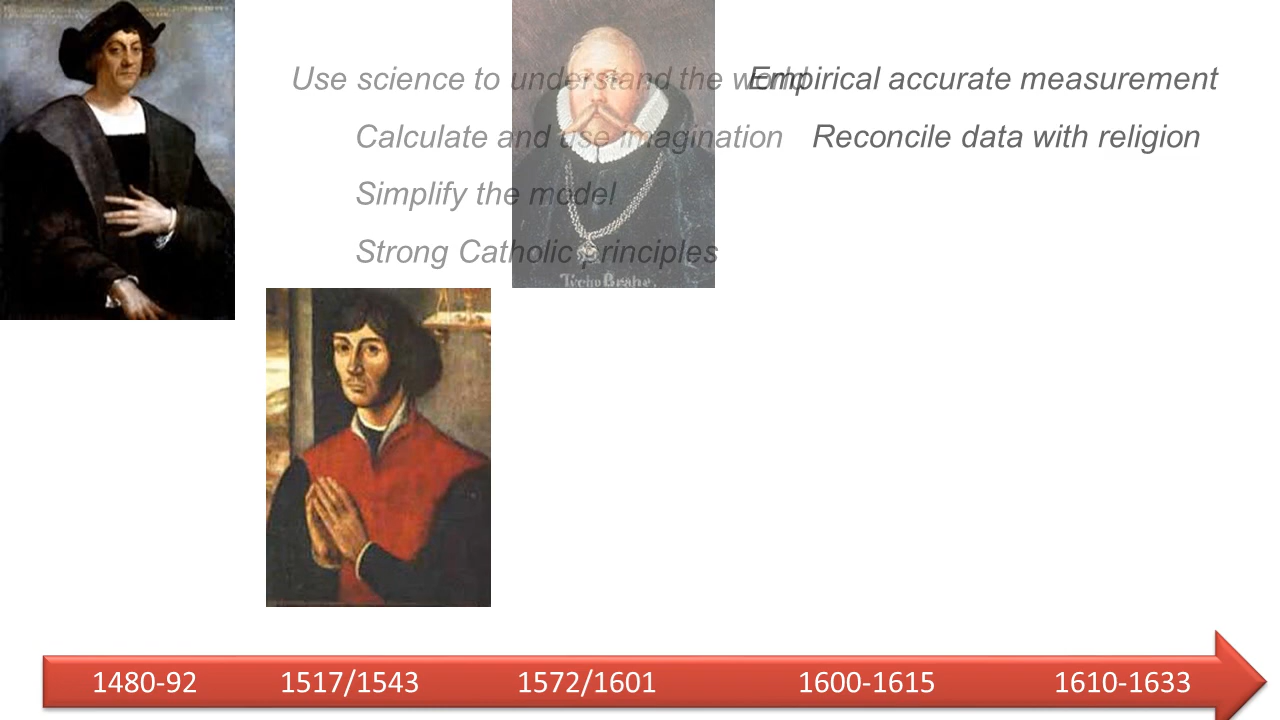 Use science to understand the world
Empirical accurate measurement
Calculate and use imagination
Reconcile data with religion
Simplify the model
Strong Catholic principles
Tycho Brahe.
1480-92
1517/1543
1572/1601
1600-1615
1610-1633